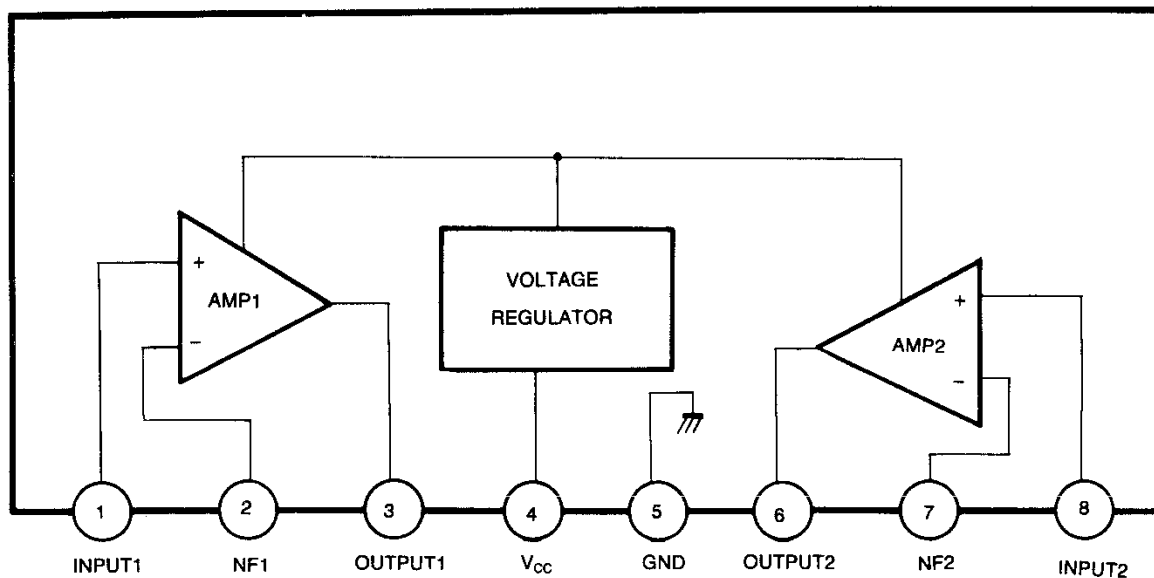 VOLTAGE
REGULATOR
+
AMP1
−
+
AMP2
−
1 2 3 4 5 6 7 8
INPUT1 NF1 OUTPUT1 VCC GND OUTPUT2 NF2 INPUT2